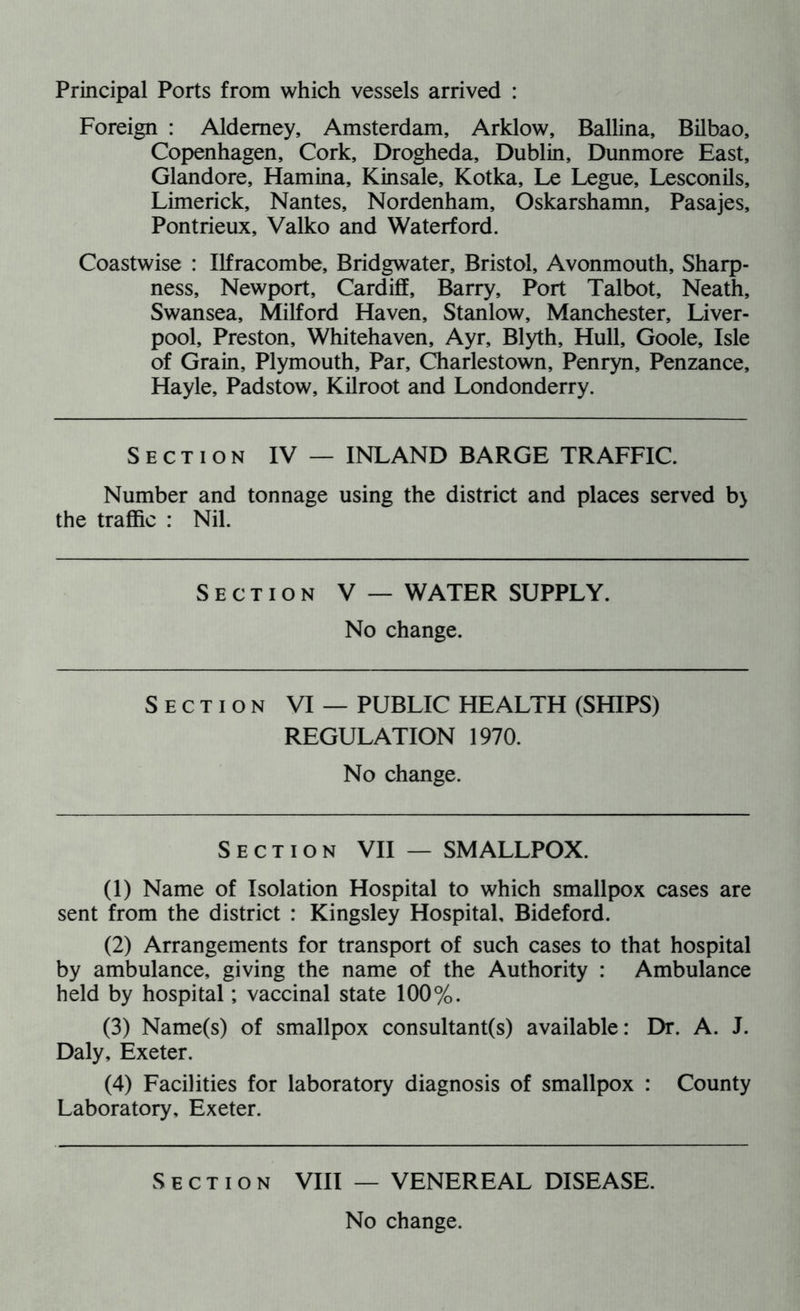 Principal Ports from which vessels arrived :
Foreign : Alderney, Amsterdam, Arklow, Ballina, Bilbao,
Copenhagen, Cork, Drogheda, Dublin, Dunmore East,
Glandore, Hamina, Kinsale, Kotka, Le Legue, Lesconils,
Limerick, Nantes, Nordenham, Oskarshamn, Pasajes,
Pontrieux, Valko and Waterford.
Coastwise : Ilfracombe, Bridgwater, Bristol, Avonmouth, Sharp-
ness, Newport, Cardiff, Barry, Port Talbot, Neath,
Swansea, Milford Haven, Stanlow, Manchester, Liver-
pool, Preston, Whitehaven, Ayr, Blyth, Hull, Goole, Isle
of Grain, Plymouth, Par, Charlestown, Penryn, Penzance,
Hayle, Padstow, Kilroot and Londonderry.
Section IV — INLAND BARGE TRAFFIC.
Number and tonnage using the district and places served by
the traffic : Nil.
Section V — WATER SUPPLY.
No change.
Section VI — PUBLIC HEALTH (SHIPS)
REGULATION 1970.
No change.
Section VII — SMALLPOX.
(1) Name of Isolation Hospital to which smallpox cases are
sent from the district : Kingsley Hospital, Bideford.
(2) Arrangements for transport of such cases to that hospital
by ambulance, giving the name of the Authority : Ambulance
held by hospital ; vaccinal state 100%.
(3) Name(s) of smallpox consultant(s) available: Dr. A. J.
Daly, Exeter.
(4) Facilities for laboratory diagnosis of smallpox : County
Laboratory, Exeter.
Section VIII — VENEREAL DISEASE.
No change.